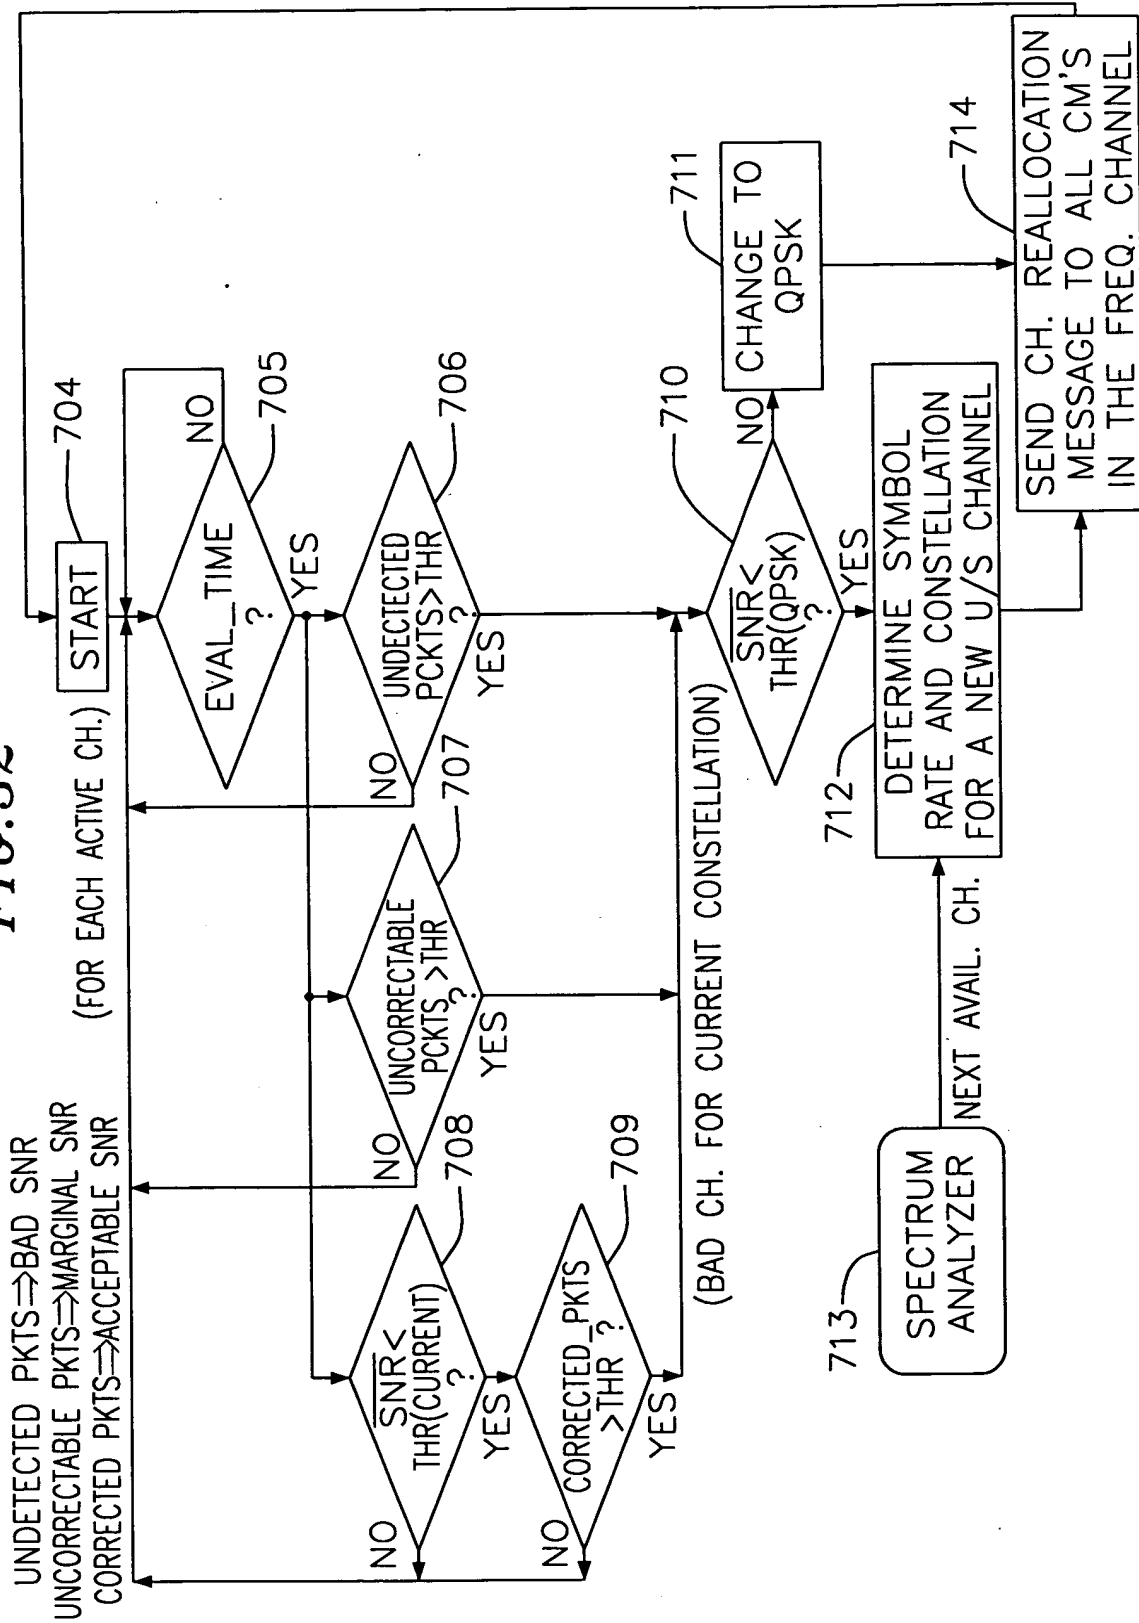 FIG.32
UNDETECTED PKTS⇒BAD SNR
UNCORRECTABLE PKTS⇒MARGINAL SNR
CORRECTED PKTS⇒ACCEPTABLE SNR
(FOR EACH ACTIVE CH.)
START
704
EVAL_TIME
?
705
NO
YES
UNDECTECTED
PCKTS>THR
?
706
NO
YES
UNCORRECTABLE
PCKTS >THR
?
707
NO
YES
SNR<
THR(CURRENT)
?
708
NO
YES
CORRECTED_PKTS
>THR ?
709
NO
YES
(BAD CH. FOR CURRENT CONSTELLATION)
SNR<
THR(QPSK)
?
710
NO
YES
CHANGE TO
QPSK
711
DETERMINE SYMBOL
RATE AND CONSTELLATION
FOR A NEW U/S CHANNEL
712
SPECTRUM
ANALYZER
713
NEXT AVAIL. CH.
SEND CH. REALLOCATION
MESSAGE TO ALL CM'S
IN THE FREQ. CHANNEL
714